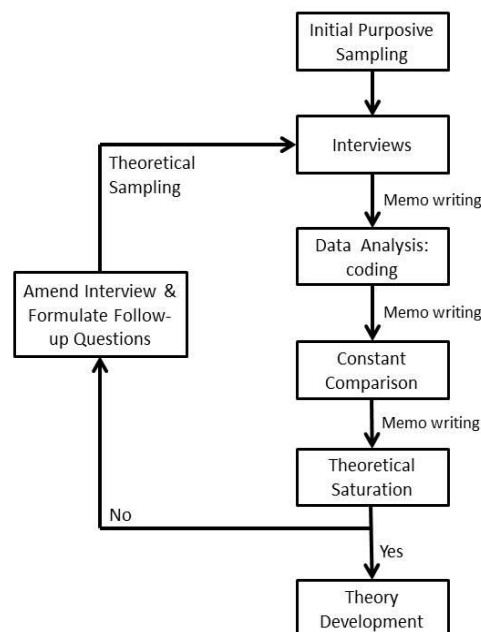 Initial Purposive
Sampling
Interviews
Theoretical
Sampling
Memo writing
Data Analysis:
coding
Amend Interview &
Formulate Follow-
up Questions
Memo writing
Constant
Comparison
Memo writing
Theoretical
Saturation
No
Yes
Theory
Development